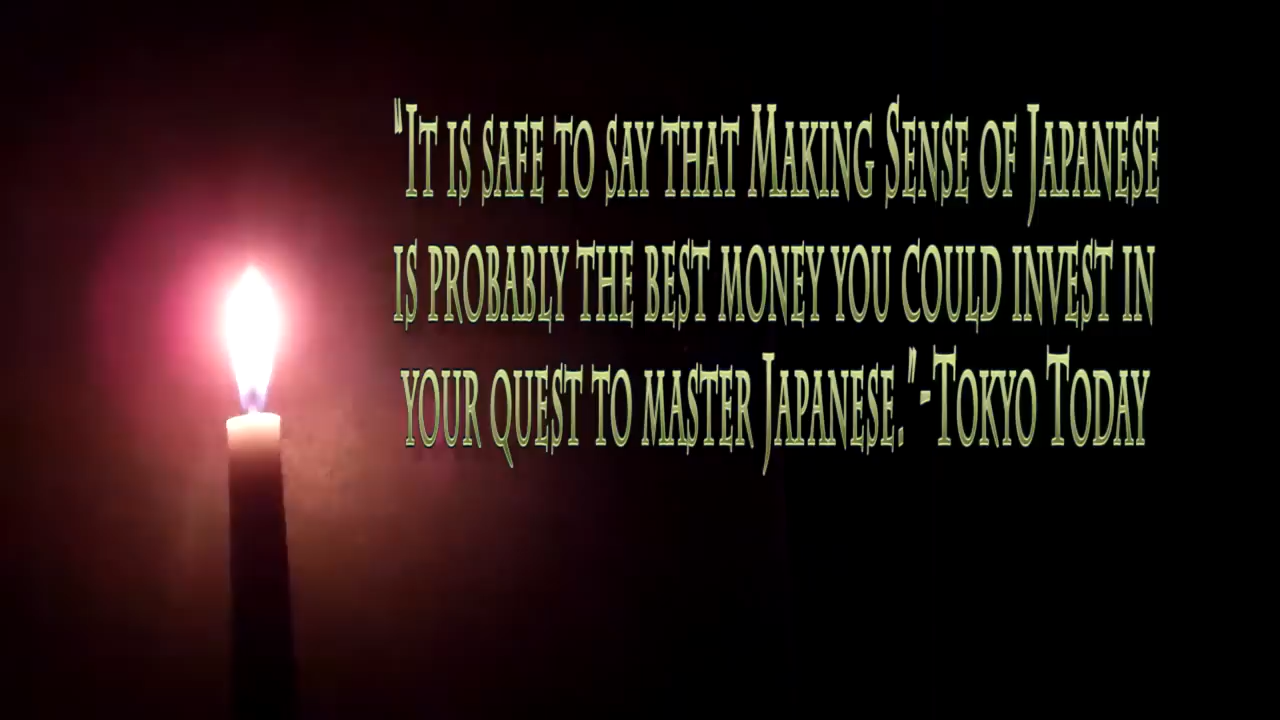 "It is safe to say that Making Sense of Japanese
is probably the best money you could invest in
your quest to master Japanese."-Tokyo Today